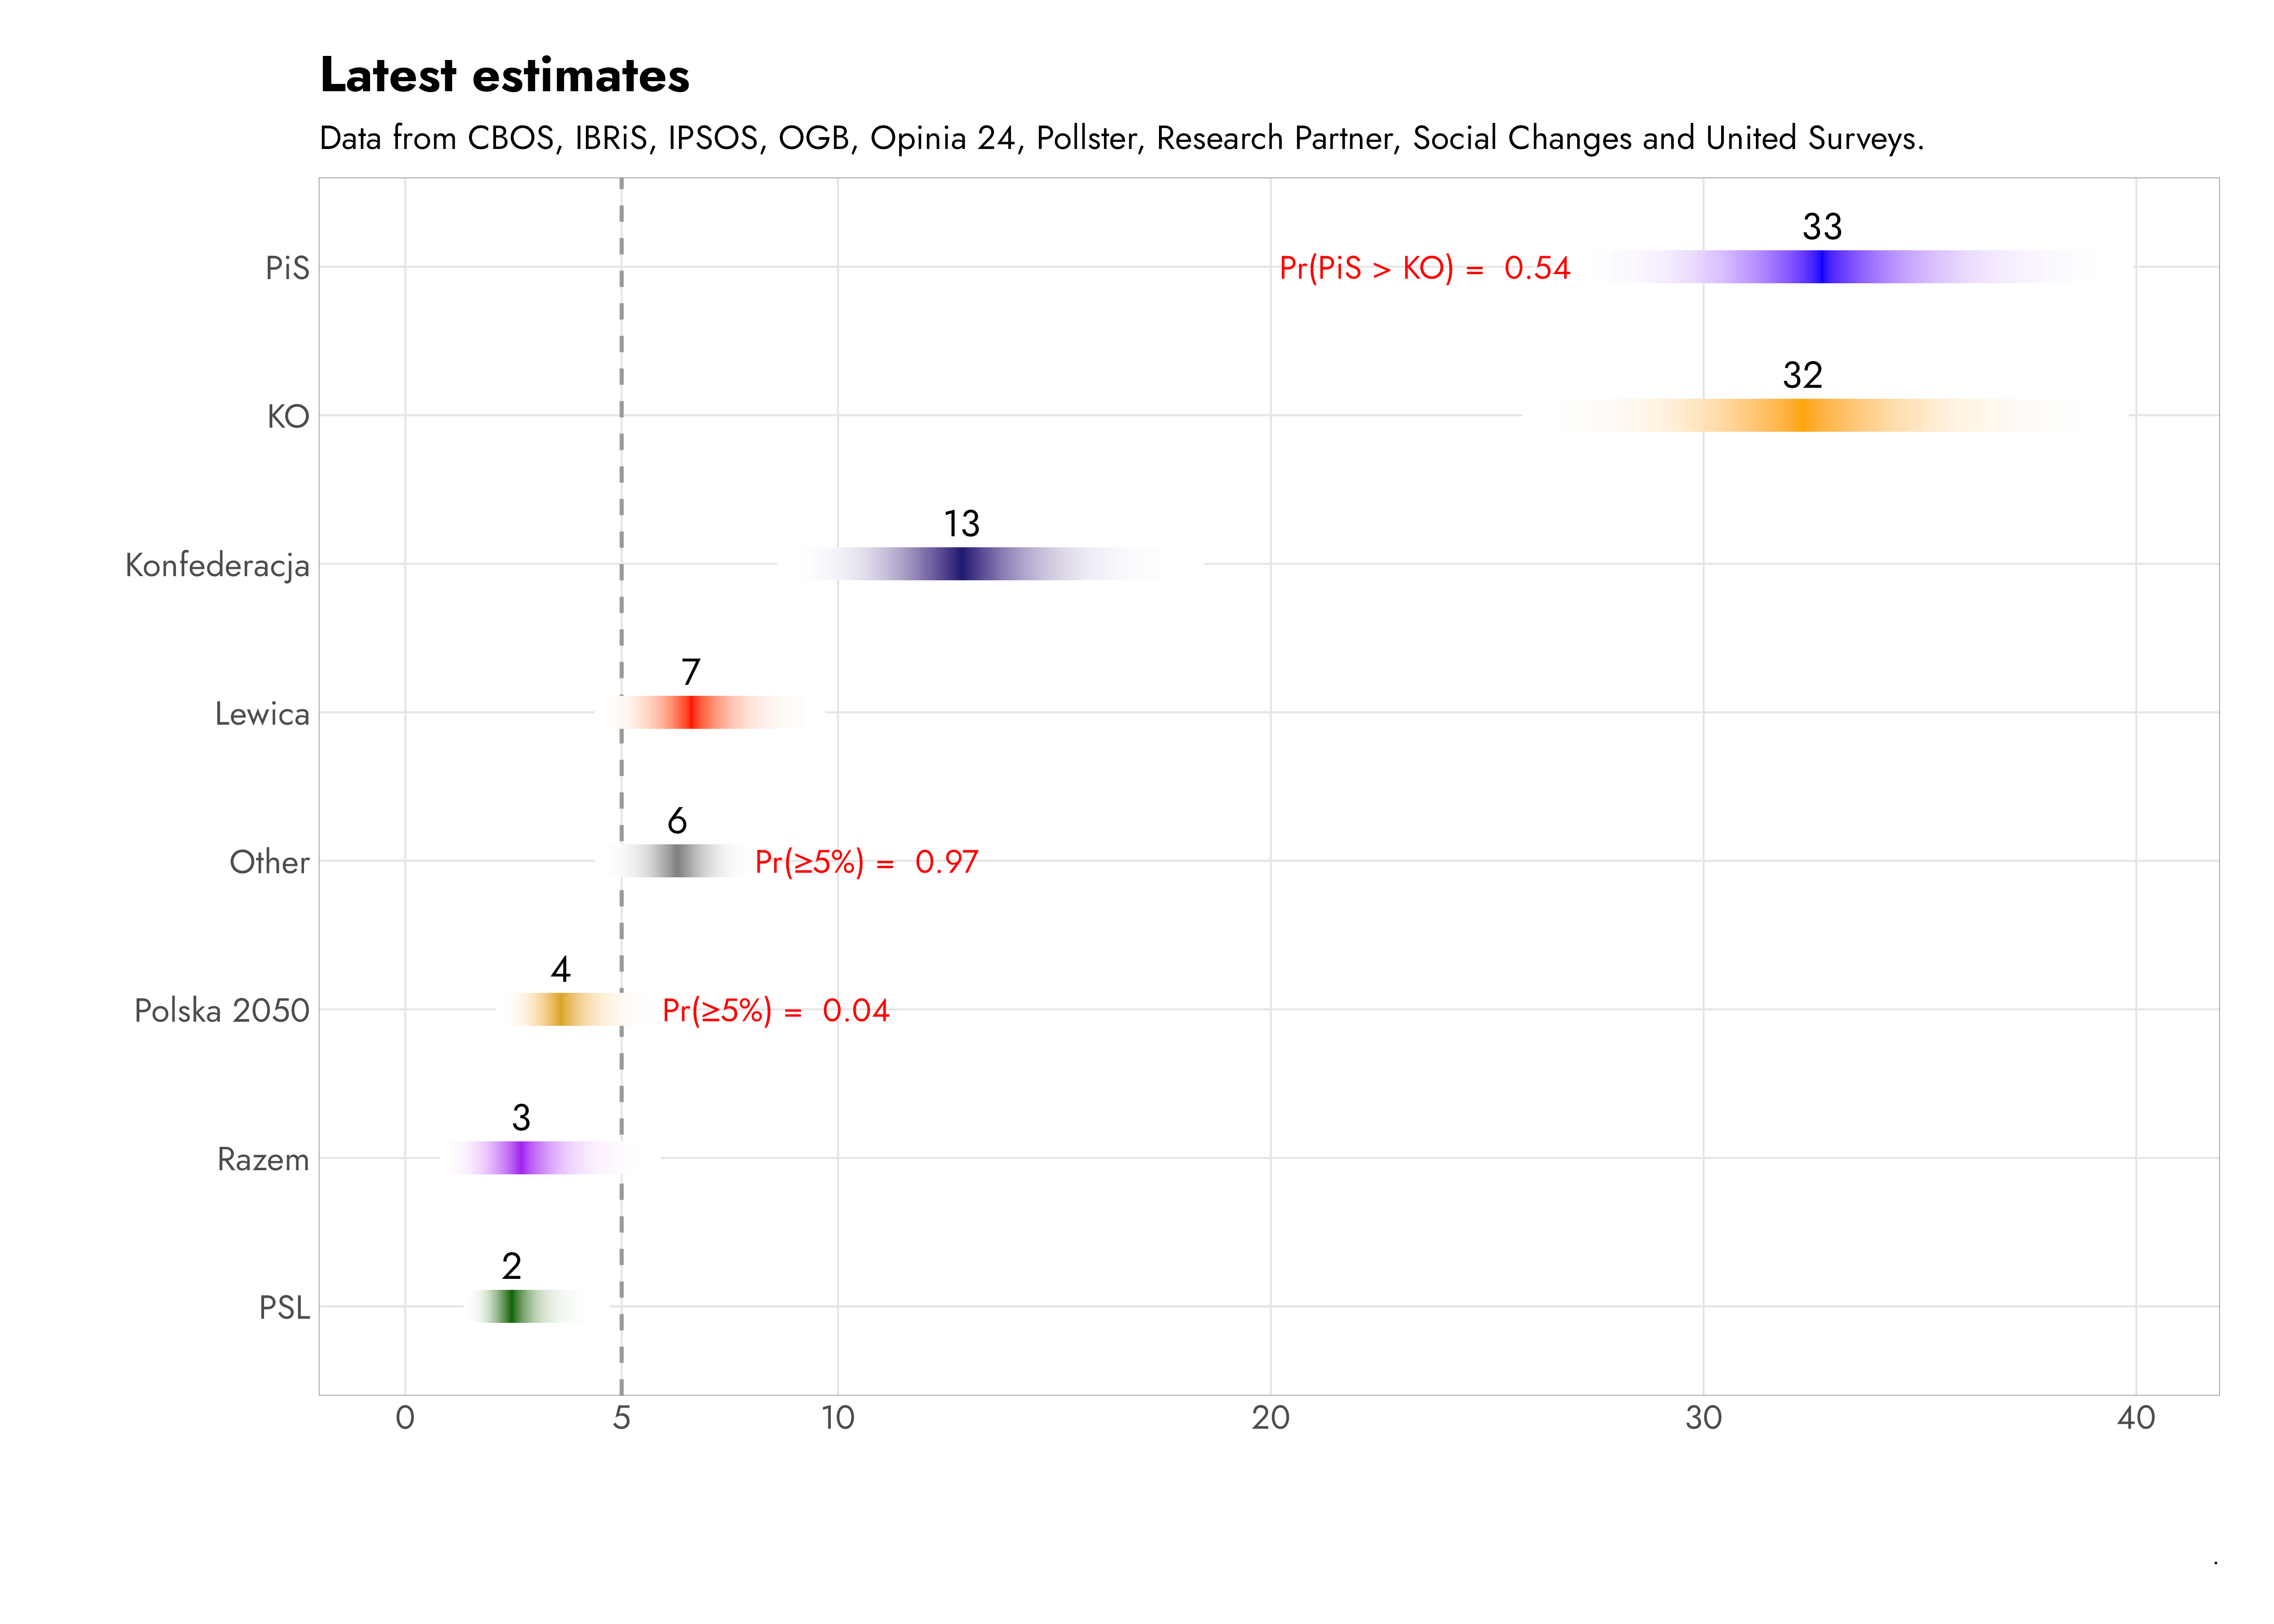 Latest estimates
Data from CBOS, IBRiS, IPSOS, OGB, Opinia 24, Pollster, Research Partner, Social Changes and United Surveys.
33
PiS
Pr(PiS > KO) = 0.54
32
KO
13
Konfederacja
7
Lewica
6
Other
Pr(≥5%) = 0.97
4
Polska 2050
Pr(≥5%) = 0.04
3
Razem
2
PSL
0 5 10 20 30 40
.